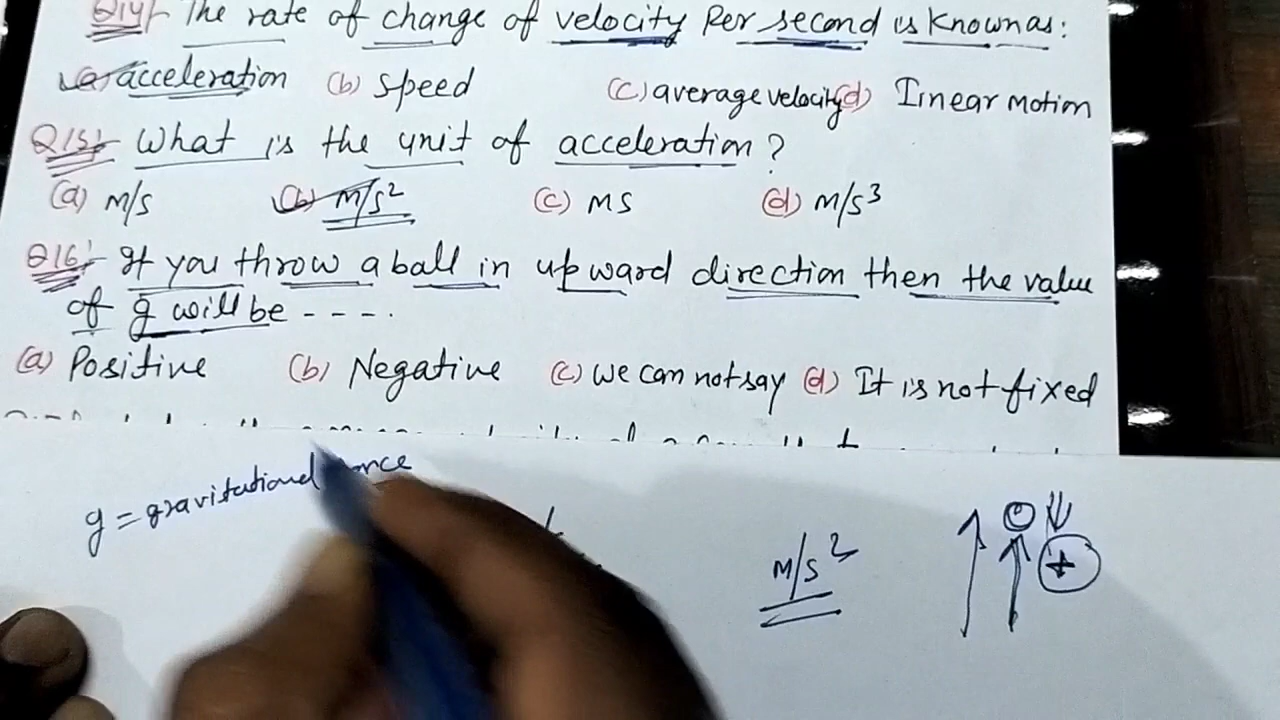 Q14:- The rate of change of velocity Per second is known as:
(a) acceleration (b) speed (c) average velocity (d) linear motion
Q15:- What is the unit of acceleration?
(a) m/s (b) m/s² (c) ms (d) m/s³
Q16:- If you throw a ball in upward direction then the value
of g will be ----.
(a) Positive (b) Negative (c) we can not say (d) It is not fixed
g = gravitational
m/s²
+